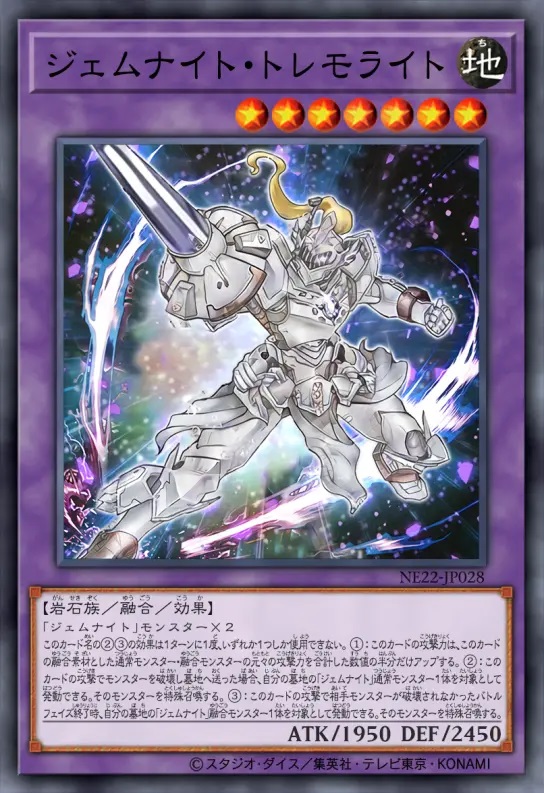 ジェムナイト・トレモライト
地
NE22-JP028
【岩石族／融合／効果】
「ジェムナイト」モンスター×２
このカード名の②③の効果は1ターンに1度、いずれか1つしか使用できない。①：このカードの攻撃力は、このカード
の融合素材とした通常モンスター・融合モンスターの元々の攻撃力を合計した数値の半分だけアップする。②：この
カードの攻撃でモンスターを破壊し墓地へ送った場合、自分の墓地の「ジェムナイト」通常モンスター1体を対象として
発動できる。そのモンスターを特殊召喚する。③：このカードの攻撃で相手モンスターが破壊されなかったバトル
フェイズ終了時、自分の墓地の「ジェムナイト」融合モンスター1体を対象として発動できる。そのモンスターを特殊召喚する。
ATK/1950 DEF/2450
©スタジオ・ダイス／集英社・テレビ東京・KONAMI